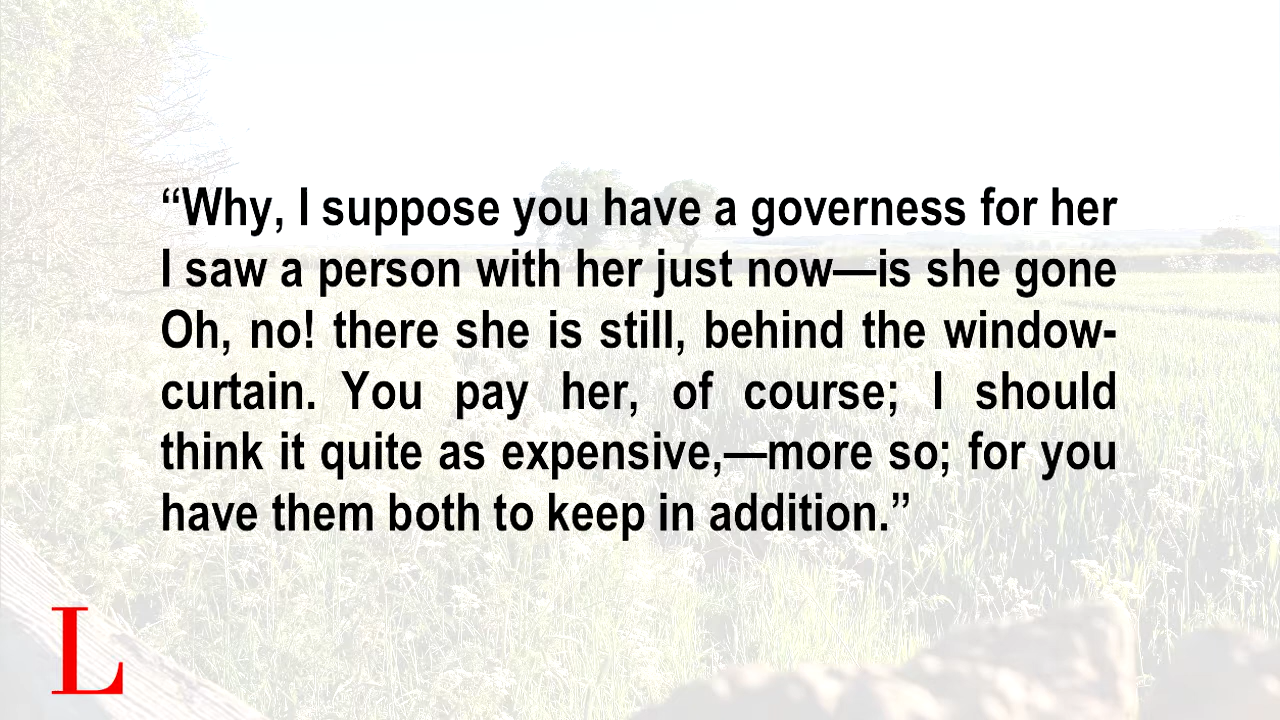 “Why, I suppose you have a governess for her
I saw a person with her just now—is she gone
Oh, no! there she is still, behind the window-
curtain. You pay her, of course; I should
think it quite as expensive,—more so; for you
have them both to keep in addition.”
L